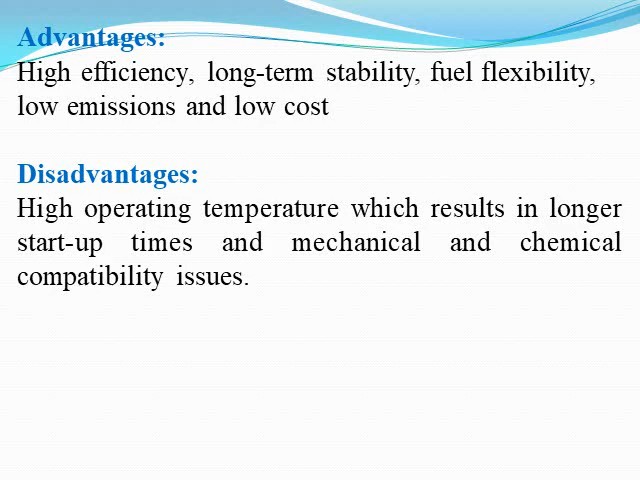 Advantages:
High efficiency, long-term stability, fuel flexibility,
low emissions and low cost
Disadvantages:
High operating temperature which results in longer
start-up times and mechanical and chemical
compatibility issues.